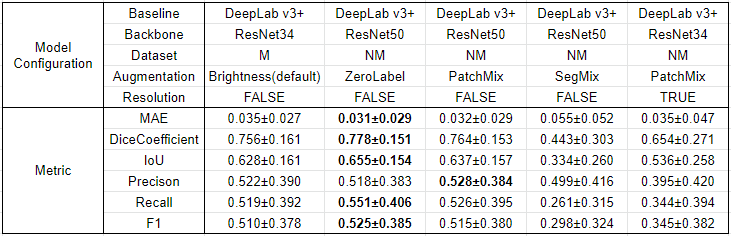 Model Configuration Baseline DeepLab v3+ DeepLab v3+ DeepLab v3+ DeepLab v3+ DeepLab v3+
Backbone ResNet34 ResNet50 ResNet50 ResNet50 ResNet34
Dataset M NM NM NM NM
Augmentation Brightness(default) ZeroLabel PatchMix SegMix PatchMix
Resolution FALSE FALSE FALSE FALSE TRUE
Metric MAE 0.035±0.027 0.031±0.029 0.032±0.029 0.055±0.052 0.035±0.047
DiceCoefficient 0.756±0.161 0.778±0.151 0.764±0.153 0.443±0.303 0.654±0.271
IoU 0.628±0.161 0.655±0.154 0.637±0.157 0.334±0.260 0.536±0.258
Precison 0.522±0.390 0.518±0.383 0.528±0.384 0.499±0.416 0.395±0.420
Recall 0.519±0.392 0.551±0.406 0.526±0.395 0.261±0.315 0.344±0.394
F1 0.510±0.378 0.525±0.385 0.515±0.380 0.298±0.324 0.345±0.382